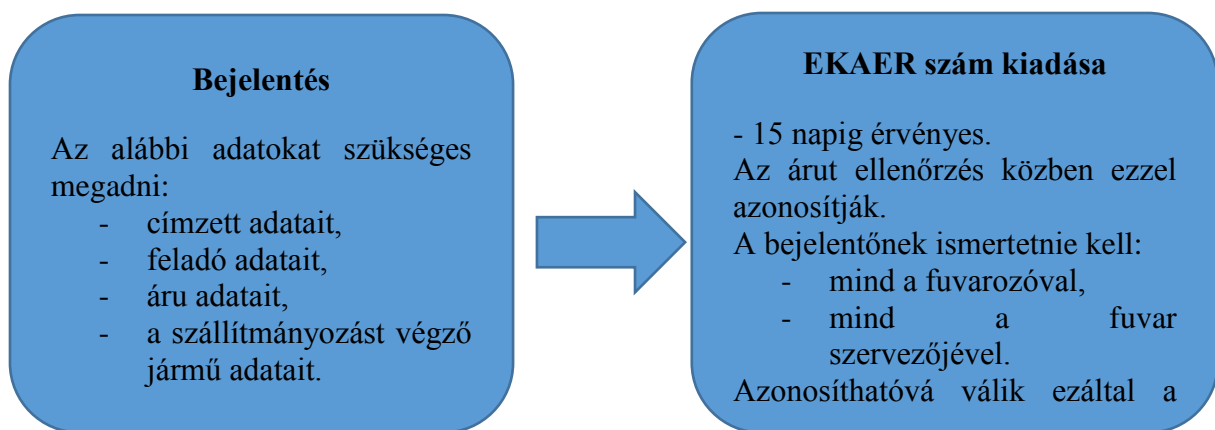 Bejelentés
Az alábbi adatokat szükséges
megadni:
- címzett adatait,
- feladó adatait,
- áru adatait,
- a szállítmányozást végző
jármű adatait.
EKAER szám kiadása
- 15 napig érvényes.
Az árut ellenőrzés közben ezzel
azonosítják.
A bejelentőnek ismertetnie kell:
- mind a fuvarozóval,
- mind a fuvar
szervezőjével.
Azonosíthatóvá válik ezáltal a